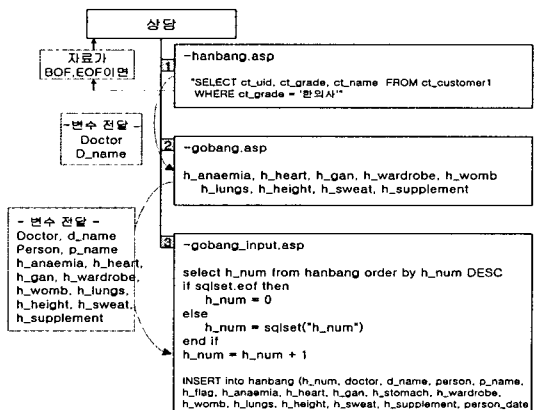 상담
자료가
BOF,EOF이면
1
~hanbang.asp
"SELECT ct_uid, ct_grade, ct_name FROM ct_customer1
WHERE ct_grade = '한의사'"
-변수 전달 -
Doctor
D_name
2
~gobang.asp
h_anaemia, h_heart, h_gan, h_wardrobe, h_womb
h_lungs, h_height, h_sweat, h_supplement
- 변수 전달 -
Doctor, d_name
Person, p_name
h_anaemia, h_heart,
h_gan, h_wardrobe,
h_womb, h_lungs,
h_height, h_sweat,
h_supplement
3
~gobang_input.asp
select h_num from hanbang order by h_num DESC
if sqlset.eof then
h_num = 0
else
h_num = sqlset("h_num")
end if
h_num = h_num + 1
INSERT into hanbang (h_num, doctor, d_name, person, p_name,
h_flag, h_anaemia, h_heart, h_gan, h_stomach, h_wardrobe,
h_womb, h_lungs, h_height, h_sweat, h_supplement, person_date